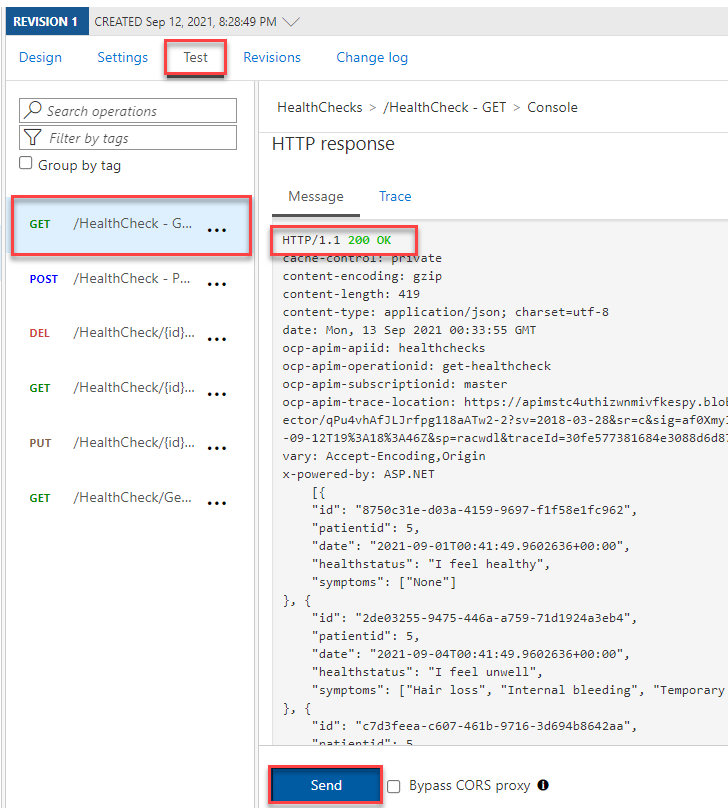 REVISION 1 CREATED Sep 12, 2021, 8:28:49 PM
Design Settings Test Revisions Change log
Search operations
Filter by tags
Group by tag
GET /HealthCheck - G... ...
POST /HealthCheck - P... ...
DEL /HealthCheck/{id}... ...
GET /HealthCheck/{id}... ...
PUT /HealthCheck/{id}... ...
GET /HealthCheck/Ge... ...
HealthChecks > /HealthCheck - GET > Console
HTTP response
Message Trace
HTTP/1.1 200 OK
cache-control: private
content-encoding: gzip
content-length: 419
content-type: application/json; charset=utf-8
date: Mon, 13 Sep 2021 00:33:55 GMT
ocp-apim-apiid: healthchecks
ocp-apim-operationid: get-healthcheck
ocp-apim-subscriptionid: master
ocp-apim-trace-location: https://apimstc4uthizwnmivfkespy.blob
ector/qPu4vhAfJLJrfpg118aATw2-2?sv=2018-03-28&sr=c&sig=af0Xmy
-09-12T19%3A18%3A46Z&sp=racwdl&traceId=30fe577381684e3088d6d8
vary: Accept-Encoding,Origin
x-powered-by: ASP.NET
[{
"id": "8750c31e-d03a-4159-9697-f1f58e1fc962",
"patientid": 5,
"date": "2021-09-01T00:41:49.9602636+00:00",
"healthstatus": "I feel healthy",
"symptoms": ["None"]
}, {
"id": "2de03255-9475-446a-a759-71d1924a3eb4",
"patientid": 5,
"date": "2021-09-04T00:41:49.9602636+00:00",
"healthstatus": "I feel unwell",
"symptoms": ["Hair loss", "Internal bleeding", "Temporary
}, {
"id": "c7d3feea-c607-461b-9716-3d694b8642aa",
"patientid": 5
Send Bypass CORS proxy